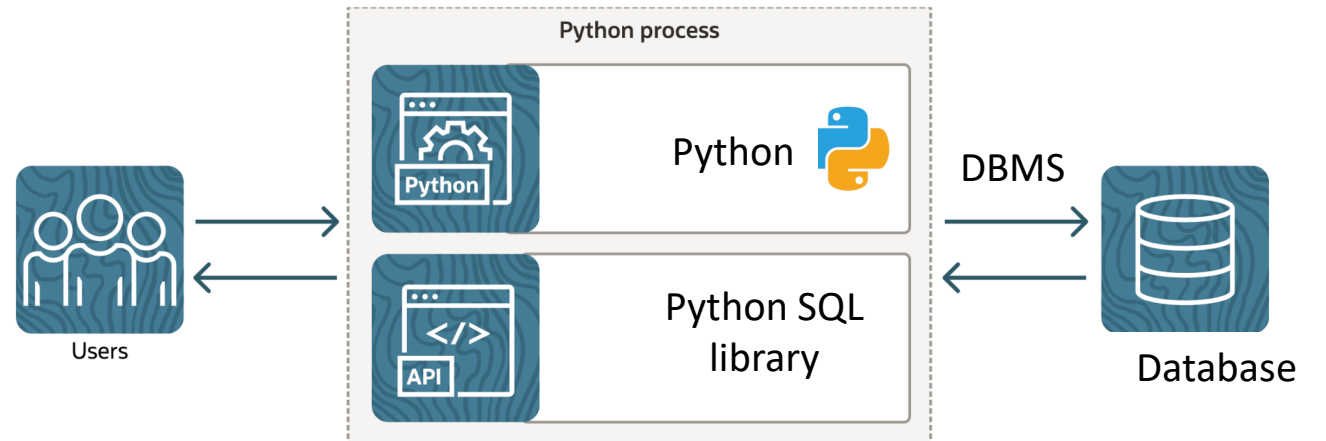 Python process
Python
Python
DBMS
</>
API
Python SQL
library
Users
Database